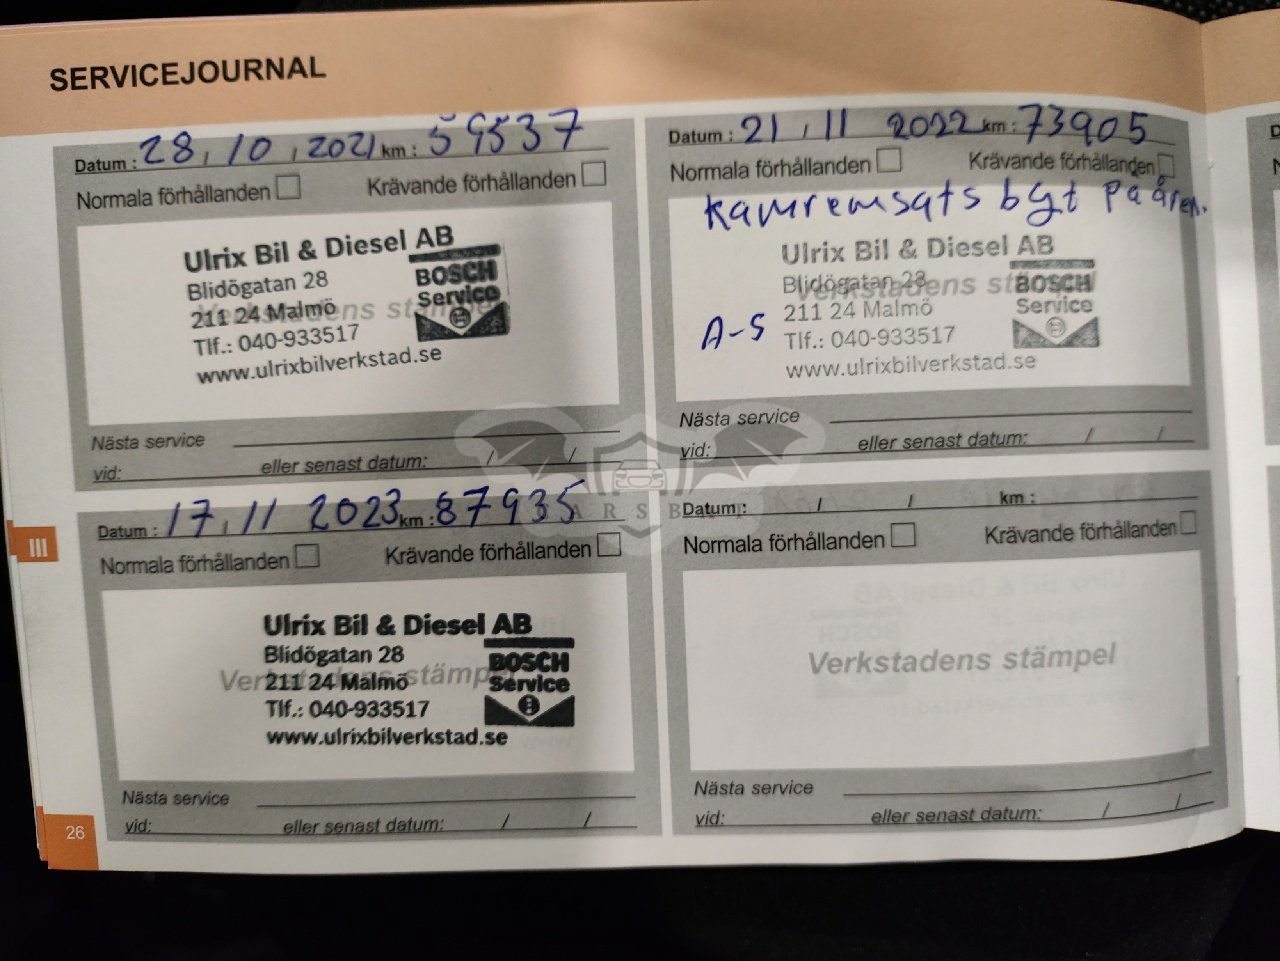 SERVICEJOURNAL
Datum : 28 / 10 / 2021 km : 59537
Normala förhållanden Krävande förhållanden
Ulrix Bil & Diesel AB
Blidögatan 28
211 24 Malmö
Tlf.: 040-933517
www.ulrixbilverkstad.se
BOSCH
Service
Verkstadens stämpel
Nästa service
vid: eller senast datum: / /
Datum : 21 / 11 2022 km : 73905
Normala förhållanden Krävande förhållanden
Kamremsats byt På åren.
A-S
Ulrix Bil & Diesel AB
Blidögatan 28
211 24 Malmö
Tlf.: 040-933517
www.ulrixbilverkstad.se
BOSCH
Service
Verkstadens stämpel
Nästa service
vid: eller senast datum: / /
Datum : 17 / 11 2023 km : 87935
Normala förhållanden Krävande förhållanden
Ulrix Bil & Diesel AB
Blidögatan 28
211 24 Malmö
Tlf.: 040-933517
www.ulrixbilverkstad.se
BOSCH
Service
Verkstadens stämpel
Nästa service
vid: eller senast datum: / /
Datum : / / km :
Normala förhållanden Krävande förhållanden
Verkstadens stämpel
Nästa service
vid: eller senast datum: / /
III
26